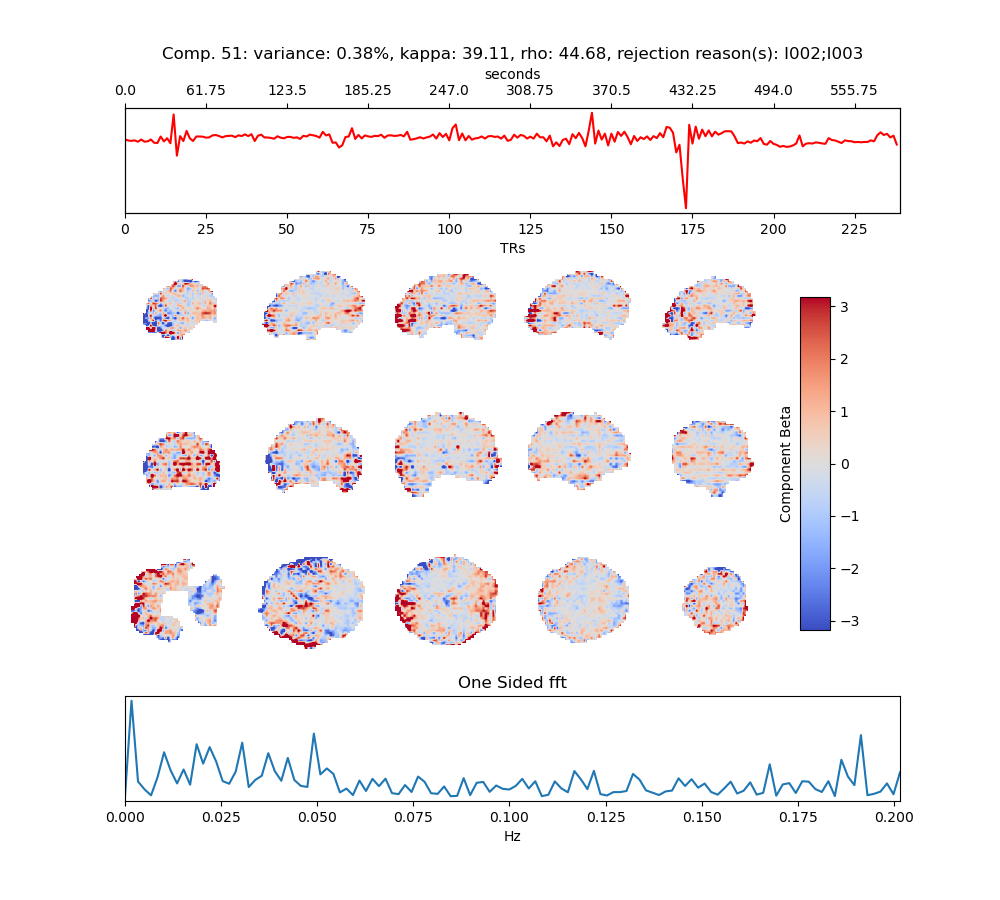 Comp. 51: variance: 0.38%, kappa: 39.11, rho: 44.68, rejection reason(s): I002;I003
seconds
0.0 61.75 123.5 185.25 247.0 308.75 370.5 432.25 494.0 555.75
0 25 50 75 100 125 150 175 200 225
TRs
3
2
1
0
−1
−2
−3
Component Beta
One Sided fft
0.000 0.025 0.050 0.075 0.100 0.125 0.150 0.175 0.200
Hz